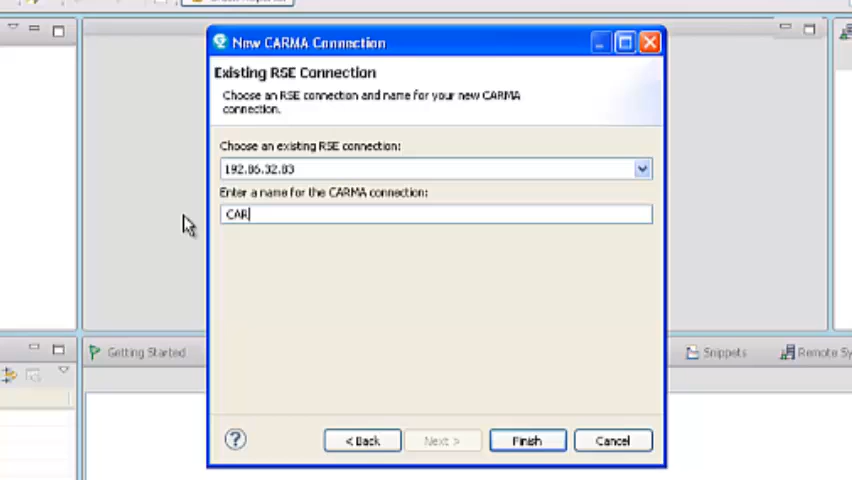 New CARMA Connection
Existing RSE Connection
Choose an RSE connection and name for your new CARMA
connection.
Choose an existing RSE connection:
192.86.32.83
Enter a name for the CARMA connection:
CAR
Getting Started
Snippets
Remote Sy
< Back
Next >
Finish
Cancel